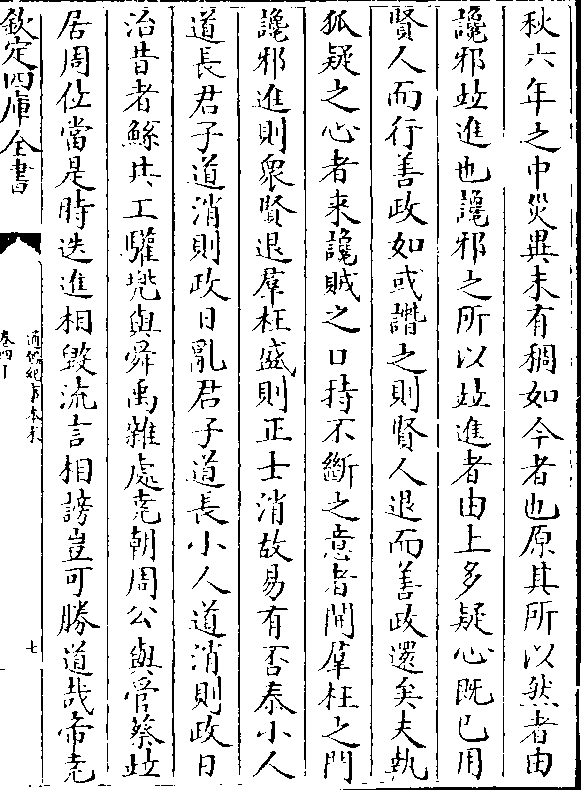 秋六年之中災異未有稠如今者也原其所以然者由
讒邪竝進也讒邪之所以竝進者由上多疑心既已用
賢人而行善政如或譖之則賢人退而善政還矣夫執
狐疑之心者来讒賊之口持不斷之意者開羣枉之門
讒邪進則衆賢退羣枉盛則正士消故易有否泰小人
道長君子道消則政日亂君子道長小人道消則政日
治昔者鯀共工驩兜與舜禹雜處堯朝周公與管蔡竝
居周位當是時迭進相毀流言相謗豈可勝道哉帝堯
欽定四庫全書
通鑑紀事本末
卷四下
七